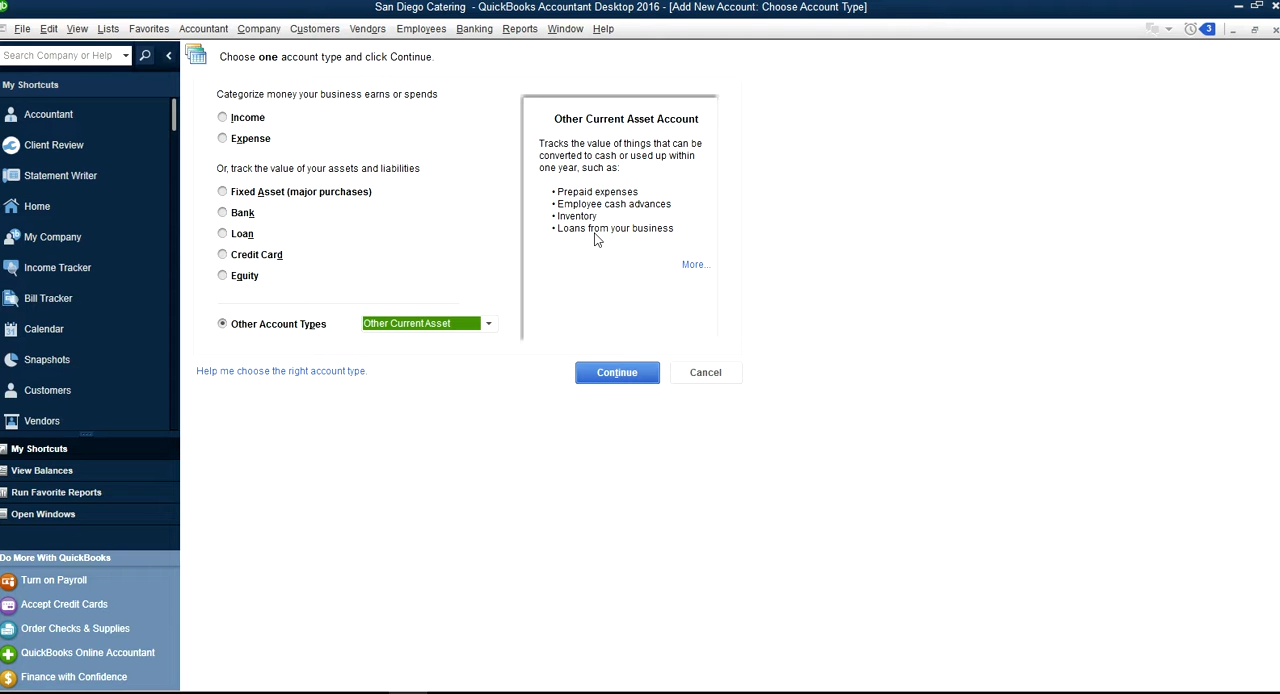 San Diego Catering - QuickBooks Accountant Desktop 2016 - [Add New Account: Choose Account Type]
File Edit View Lists Favorites Accountant Company Customers Vendors Employees Banking Reports Window Help
3
Search Company or Help
My Shortcuts
Accountant
Client Review
Statement Writer
Home
My Company
Income Tracker
Bill Tracker
Calendar
Snapshots
Customers
Vendors
My Shortcuts
View Balances
Run Favorite Reports
Open Windows
Do More With QuickBooks
Turn on Payroll
Accept Credit Cards
Order Checks & Supplies
QuickBooks Online Accountant
Finance with Confidence
Choose one account type and click Continue.
Categorize money your business earns or spends
Income
Expense
Or, track the value of your assets and liabilities
Fixed Asset (major purchases)
Bank
Loan
Credit Card
Equity
Other Account Types
Other Current Asset
Help me choose the right account type.
Other Current Asset Account
Tracks the value of things that can be
converted to cash or used up within
one year, such as:
• Prepaid expenses
• Employee cash advances
• Inventory
• Loans from your business
More...
Continue
Cancel